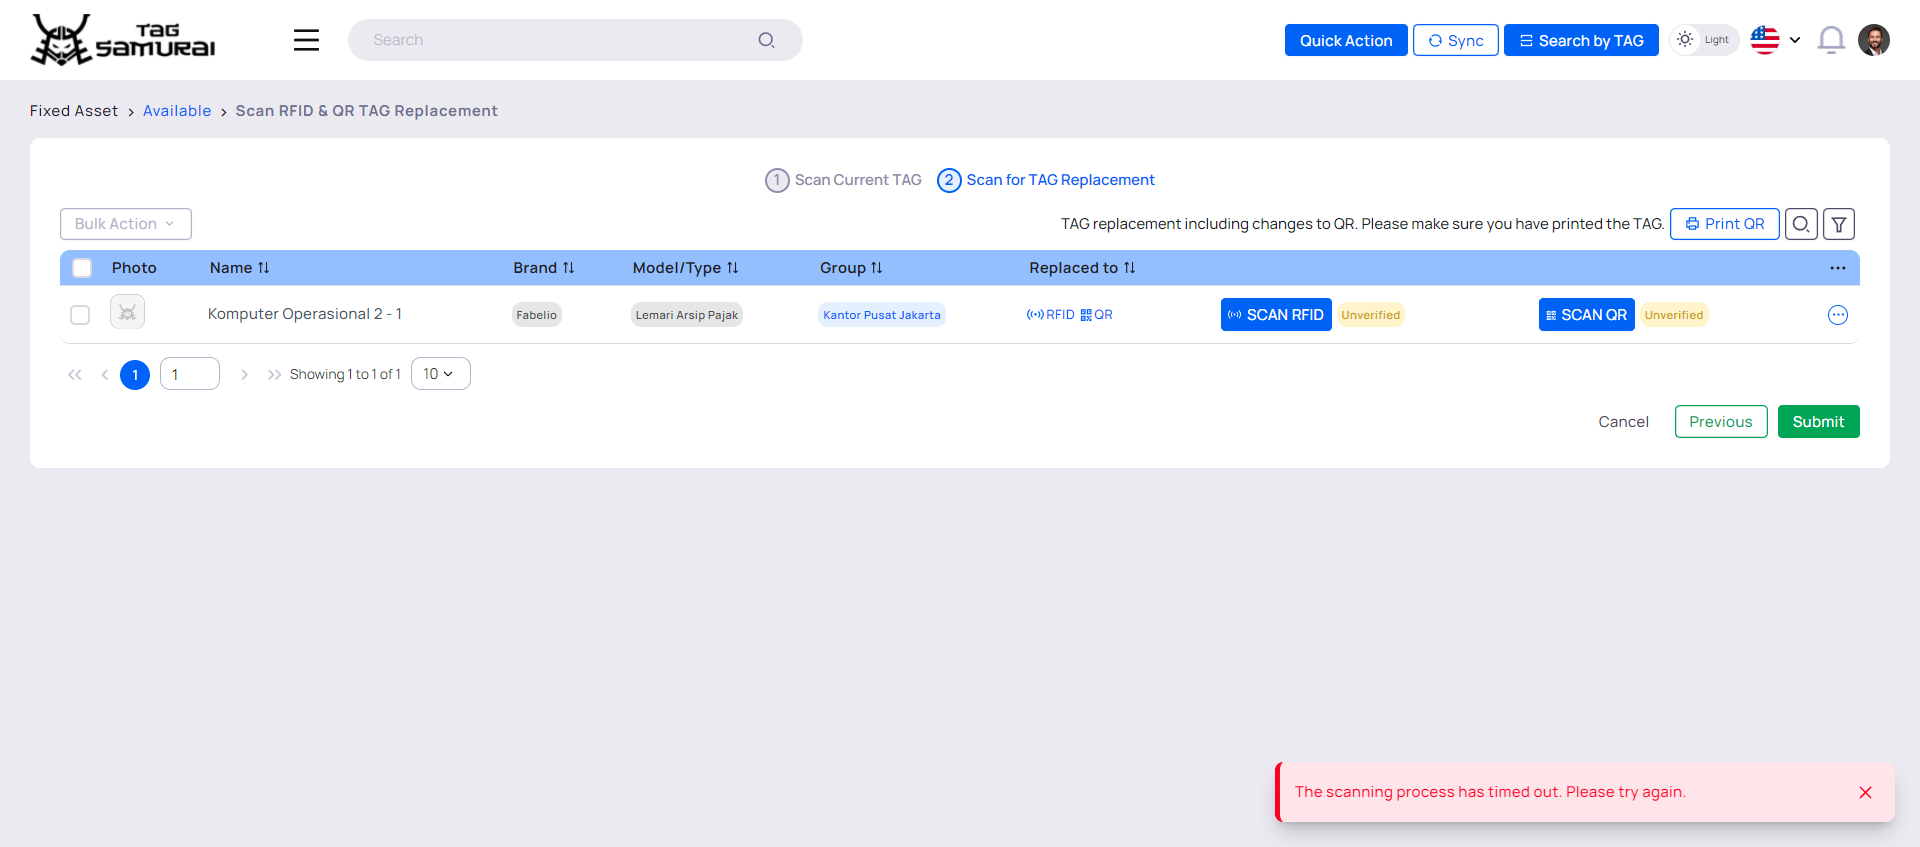 TAG SAMURAI
Search
Quick Action
Sync
Search by TAG
Light
Fixed Asset > Available > Scan RFID & QR TAG Replacement
1 Scan Current TAG
2 Scan for TAG Replacement
Bulk Action
TAG replacement including changes to QR. Please make sure you have printed the TAG.
Print QR
Photo Name Brand Model/Type Group Replaced to ...
Komputer Operasional 2 - 1 Fabelio Lemari Arsip Pajak Kantor Pusat Jakarta RFID QR SCAN RFID Unverified SCAN QR Unverified
1 1 Showing 1 to 1 of 1 10
Cancel Previous Submit
The scanning process has timed out. Please try again.